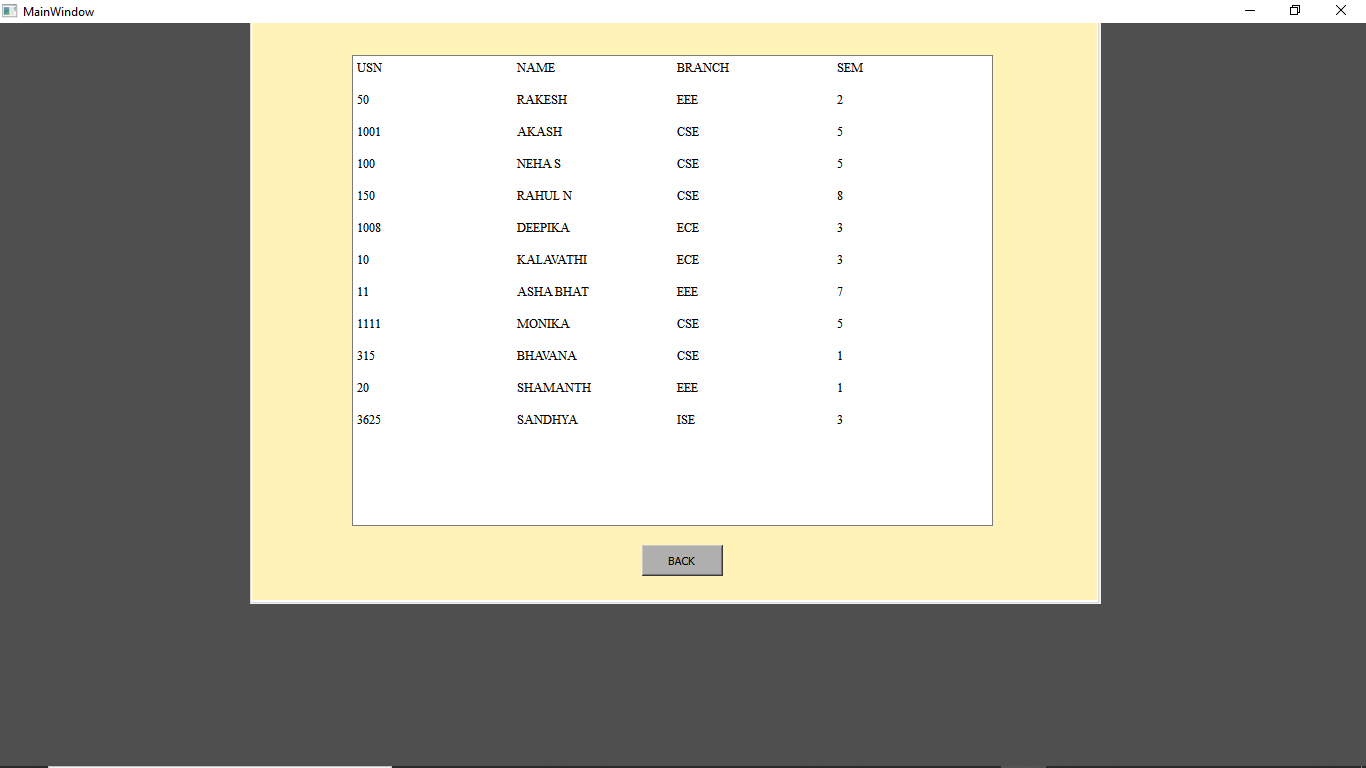 MainWindow
USN NAME BRANCH SEM
50 RAKESH EEE 2
1001 AKASH CSE 5
100 NEHA S CSE 5
150 RAHUL N CSE 8
1008 DEEPIKA ECE 3
10 KALAVATHI ECE 3
11 ASHA BHAT EEE 7
1111 MONIKA CSE 5
315 BHAVANA CSE 1
20 SHAMANTH EEE 1
3625 SANDHYA ISE 3
BACK